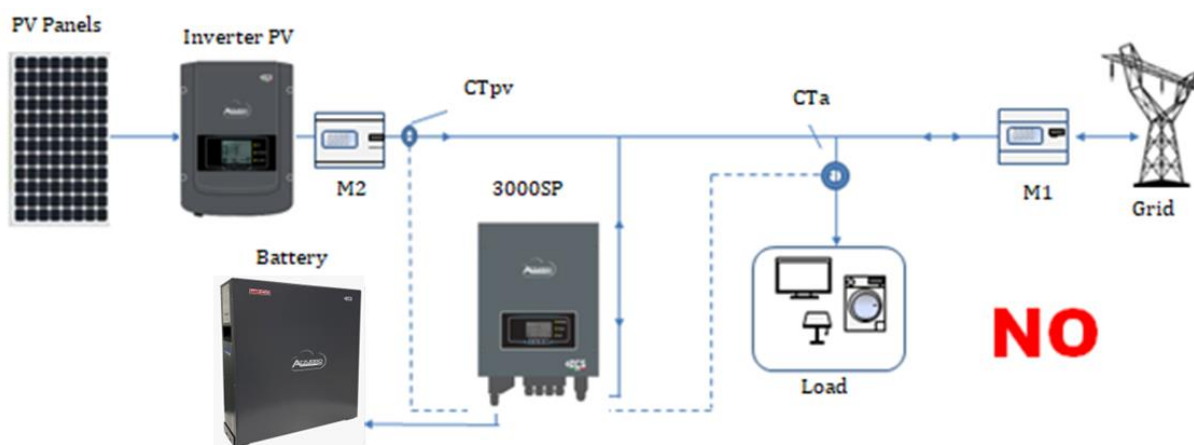 PV Panels
Inverter PV
CTpv
CTa
M2
3000SP
M1
Grid
Battery
Load
NO